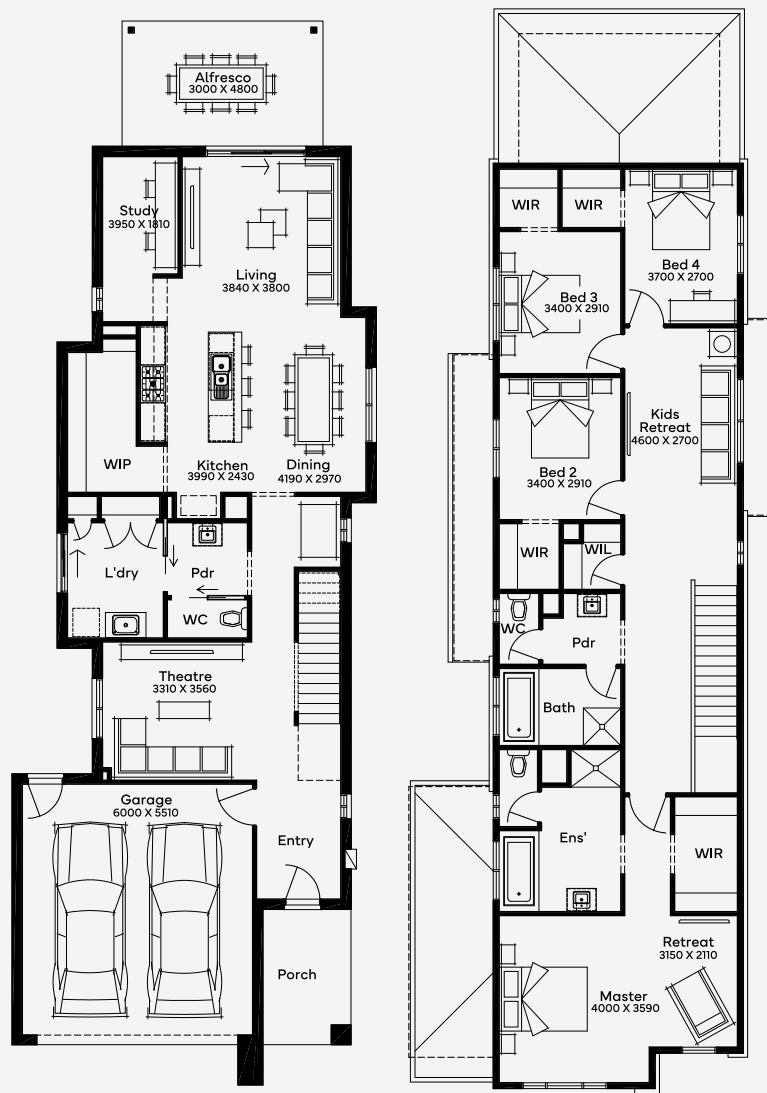 Alfresco
3000 X 4800
Study
3950 X 1810
Living
3840 X 3800
WIP
Kitchen
3990 X 2430
Dining
4190 X 2970
L'dry
Pdr
WC
Theatre
3310 X 3560
Garage
6000 X 5510
Entry
Porch
WIR
WIR
Bed 4
3700 X 2700
Bed 3
3400 X 2910
Kids
Retreat
4600 X 2700
Bed 2
3400 X 2910
WIR
WIL
WC
Pdr
Bath
Ens'
WIR
Retreat
3150 X 2110
Master
4000 X 3590